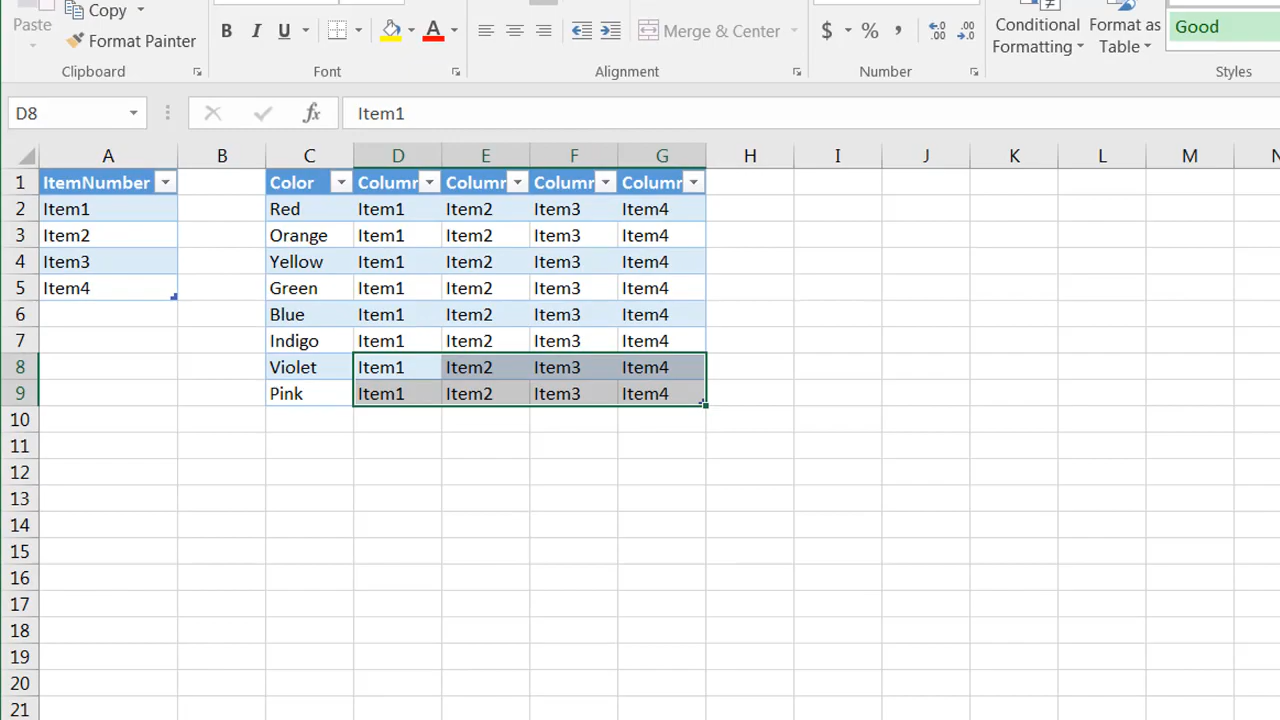 Copy
Paste
Format Painter
Clipboard
B I U
A
Font
Merge & Center
Alignment
$ % ,
.00
.0
Number
Conditional
Formatting
Format as
Table
Good
Styles
D8
fx
Item1
A B C D E F G H I J K L M N
1 ItemNumber Color Column Column Column Column
2 Item1 Red Item1 Item2 Item3 Item4
3 Item2 Orange Item1 Item2 Item3 Item4
4 Item3 Yellow Item1 Item2 Item3 Item4
5 Item4 Green Item1 Item2 Item3 Item4
6 Blue Item1 Item2 Item3 Item4
7 Indigo Item1 Item2 Item3 Item4
8 Violet Item1 Item2 Item3 Item4
9 Pink Item1 Item2 Item3 Item4
10
11
12
13
14
15
16
17
18
19
20
21